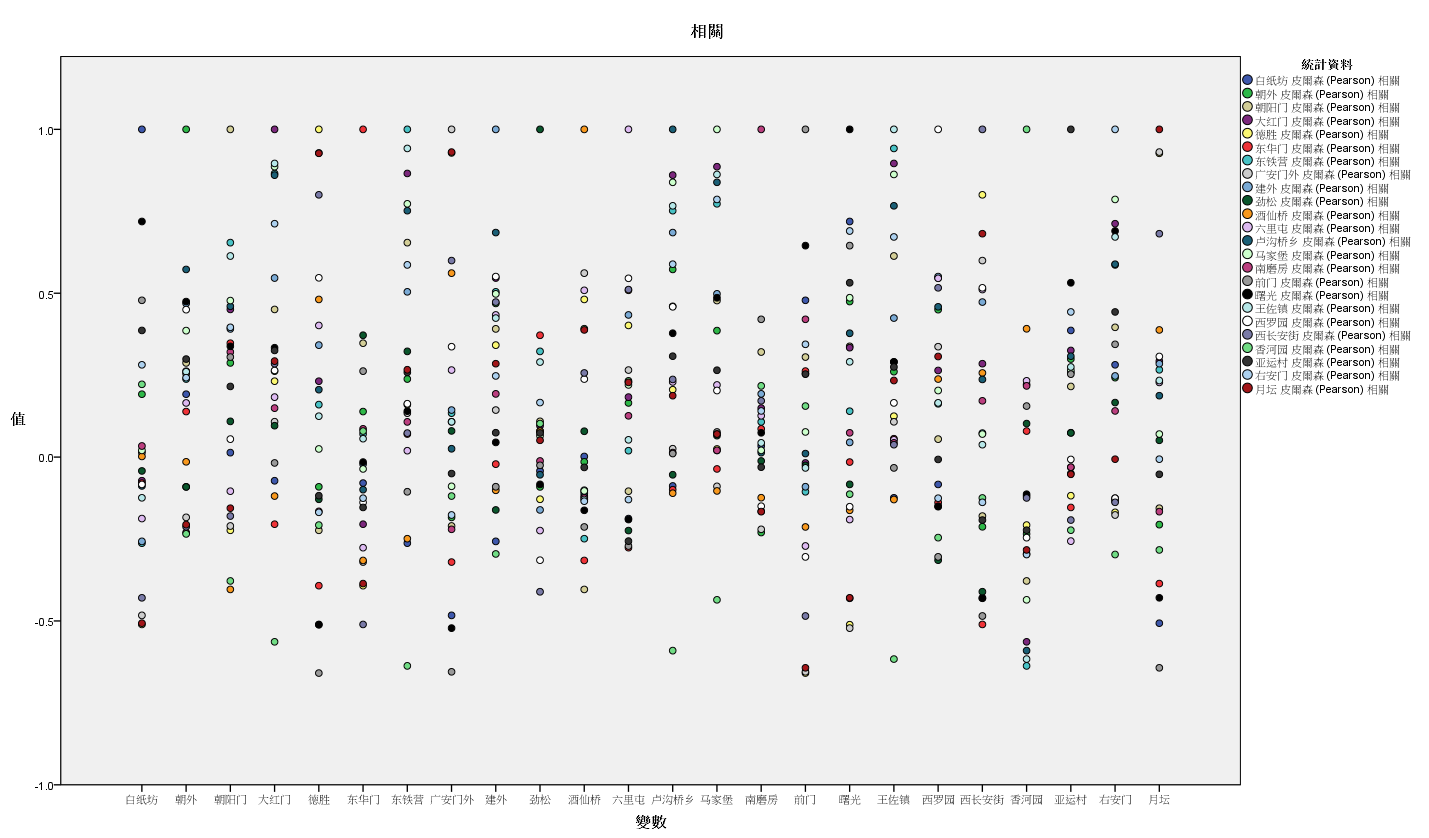 相關
值
1.0
0.5
0.0
-0.5
-1.0
白纸坊 朝外 朝阳门 大红门 德胜 东华门 东铁营 广安门外 建外 劲松 酒仙桥 六里屯 卢沟桥乡 马家堡 南磨房 前门 曙光 王佐镇 西罗园 西长安街 香河园 亚运村 右安门 月坛
變數
統計資料
白纸坊 皮爾森 (Pearson) 相關
朝外 皮爾森 (Pearson) 相關
朝阳门 皮爾森 (Pearson) 相關
大红门 皮爾森 (Pearson) 相關
德胜 皮爾森 (Pearson) 相關
东华门 皮爾森 (Pearson) 相關
东铁营 皮爾森 (Pearson) 相關
广安门外 皮爾森 (Pearson) 相關
建外 皮爾森 (Pearson) 相關
劲松 皮爾森 (Pearson) 相關
酒仙桥 皮爾森 (Pearson) 相關
六里屯 皮爾森 (Pearson) 相關
卢沟桥乡 皮爾森 (Pearson) 相關
马家堡 皮爾森 (Pearson) 相關
南磨房 皮爾森 (Pearson) 相關
前门 皮爾森 (Pearson) 相關
曙光 皮爾森 (Pearson) 相關
王佐镇 皮爾森 (Pearson) 相關
西罗园 皮爾森 (Pearson) 相關
西长安街 皮爾森 (Pearson) 相關
香河园 皮爾森 (Pearson) 相關
亚运村 皮爾森 (Pearson) 相關
右安门 皮爾森 (Pearson) 相關
月坛 皮爾森 (Pearson) 相關